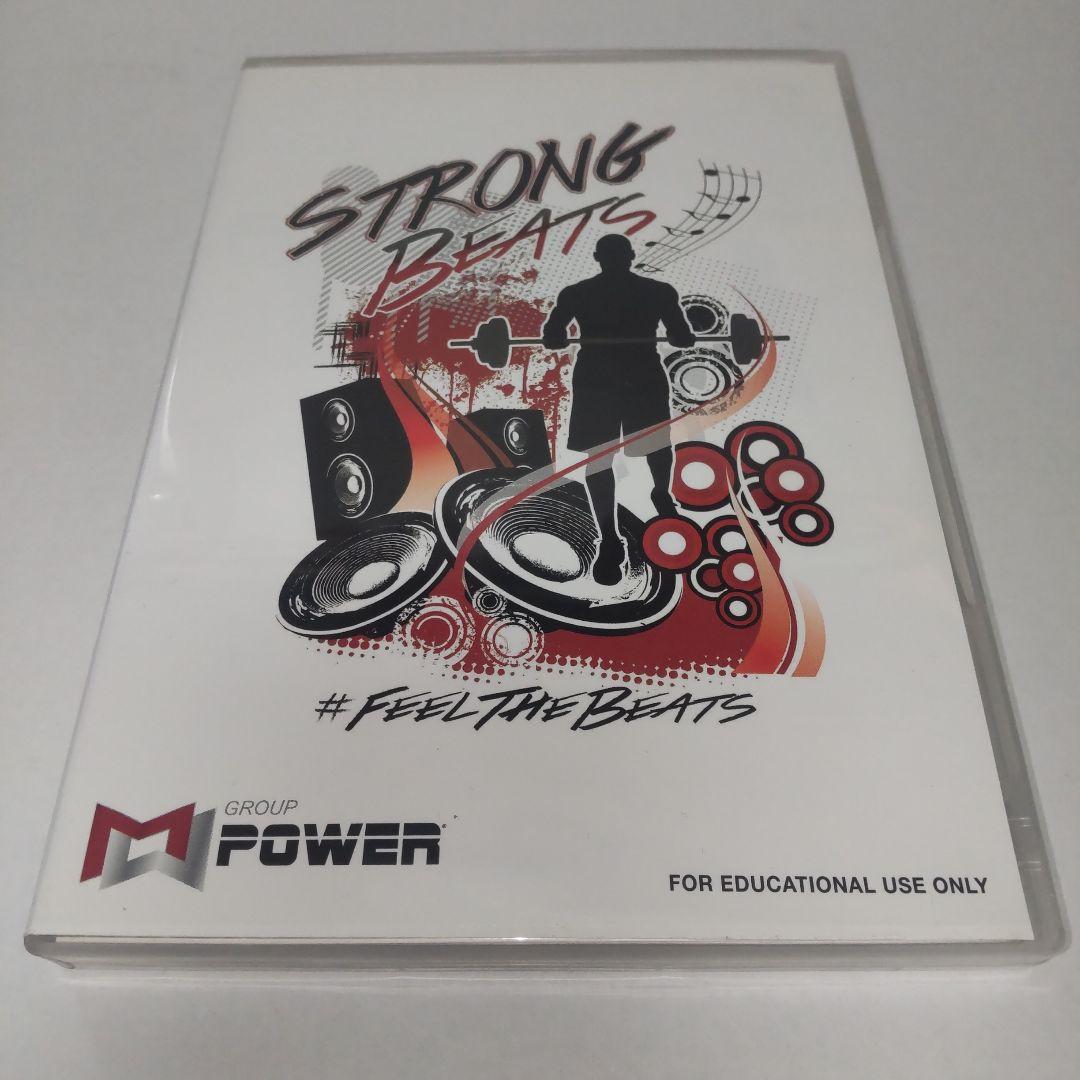 STRONG
BEATS
#FEELTHEBEATS
GROUP
POWER®
FOR EDUCATIONAL USE ONLY